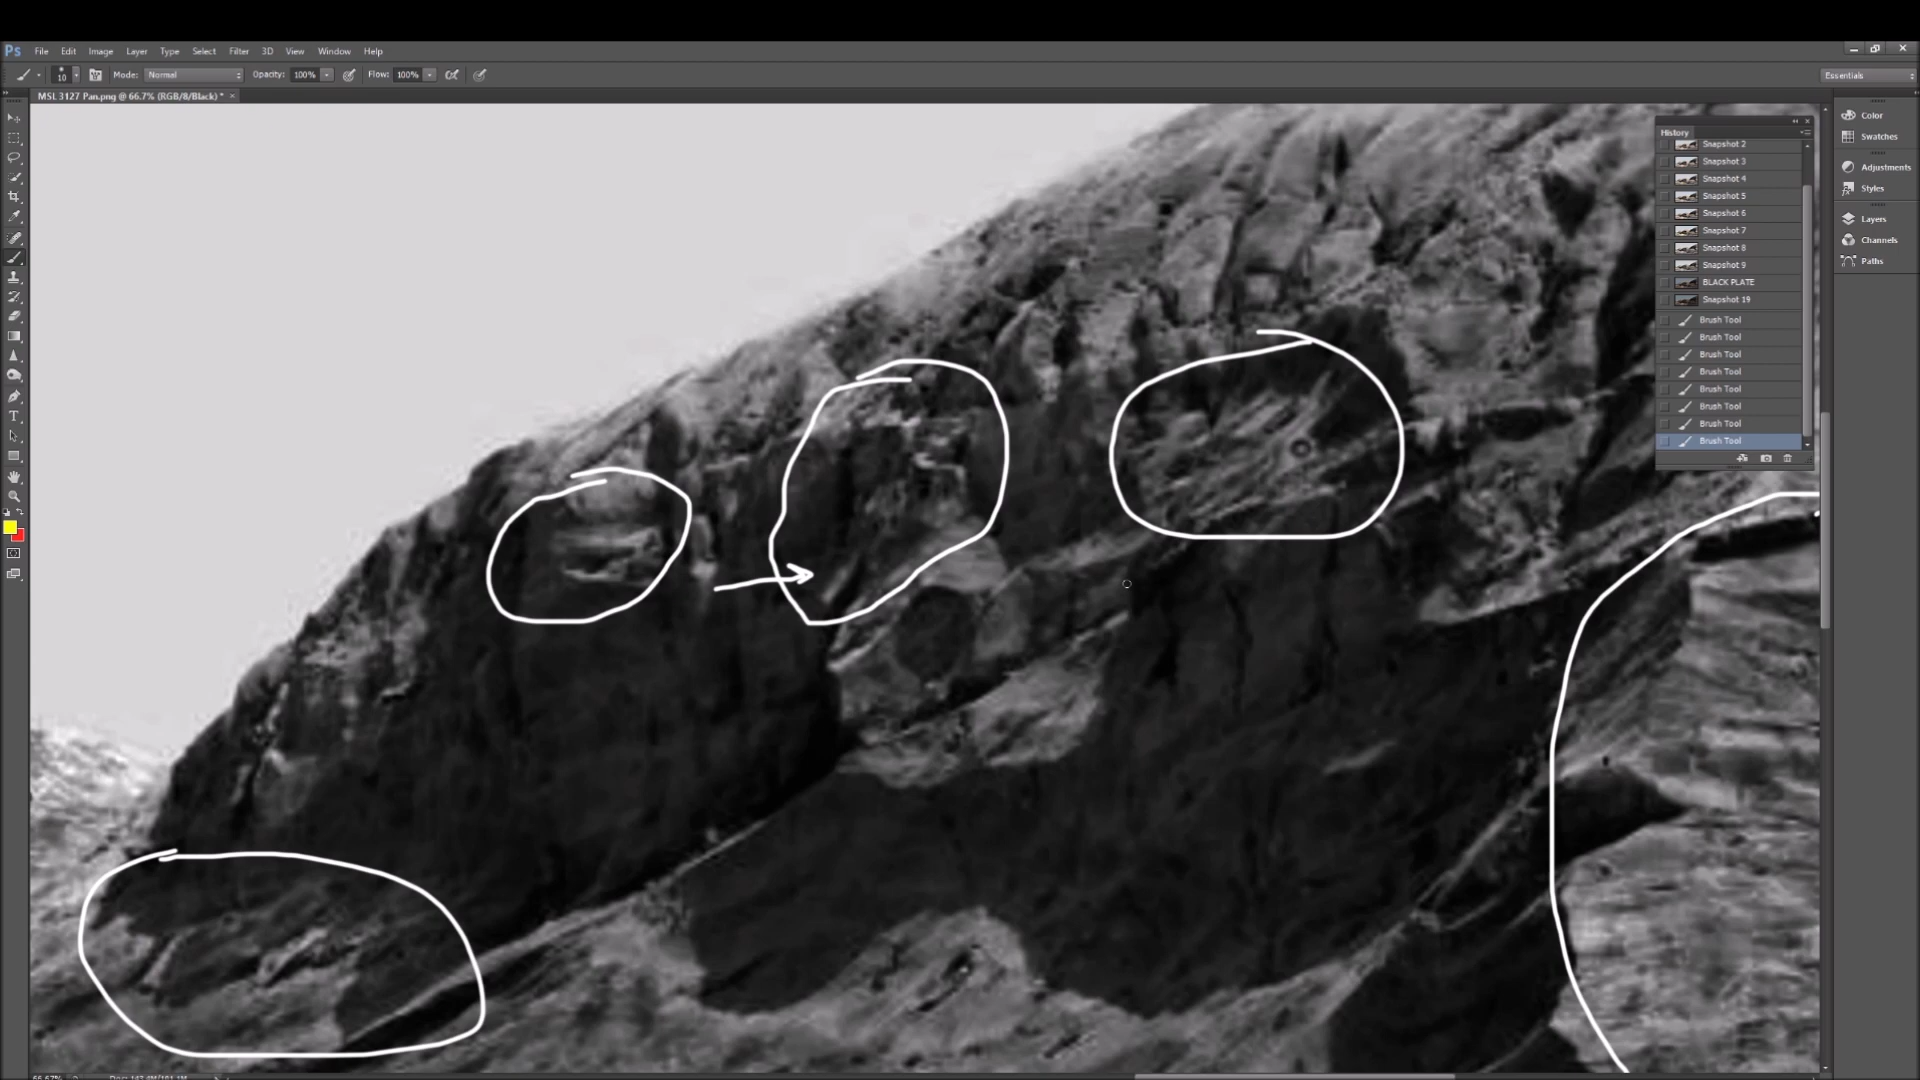 Ps File Edit Image Layer Type Select Filter 3D View Window Help
10 Mode: Normal Opacity: 100% Flow: 100% Essentials
MSL 3127 Pan.png @ 66.7% (RGB/8/Black) * ×
Color
Swatches
Adjustments
Styles
Layers
Channels
Paths
History
Snapshot 2
Snapshot 3
Snapshot 4
Snapshot 5
Snapshot 6
Snapshot 7
Snapshot 8
Snapshot 9
BLACK PLATE
Snapshot 19
Brush Tool
Brush Tool
Brush Tool
Brush Tool
Brush Tool
Brush Tool
Brush Tool
Brush Tool